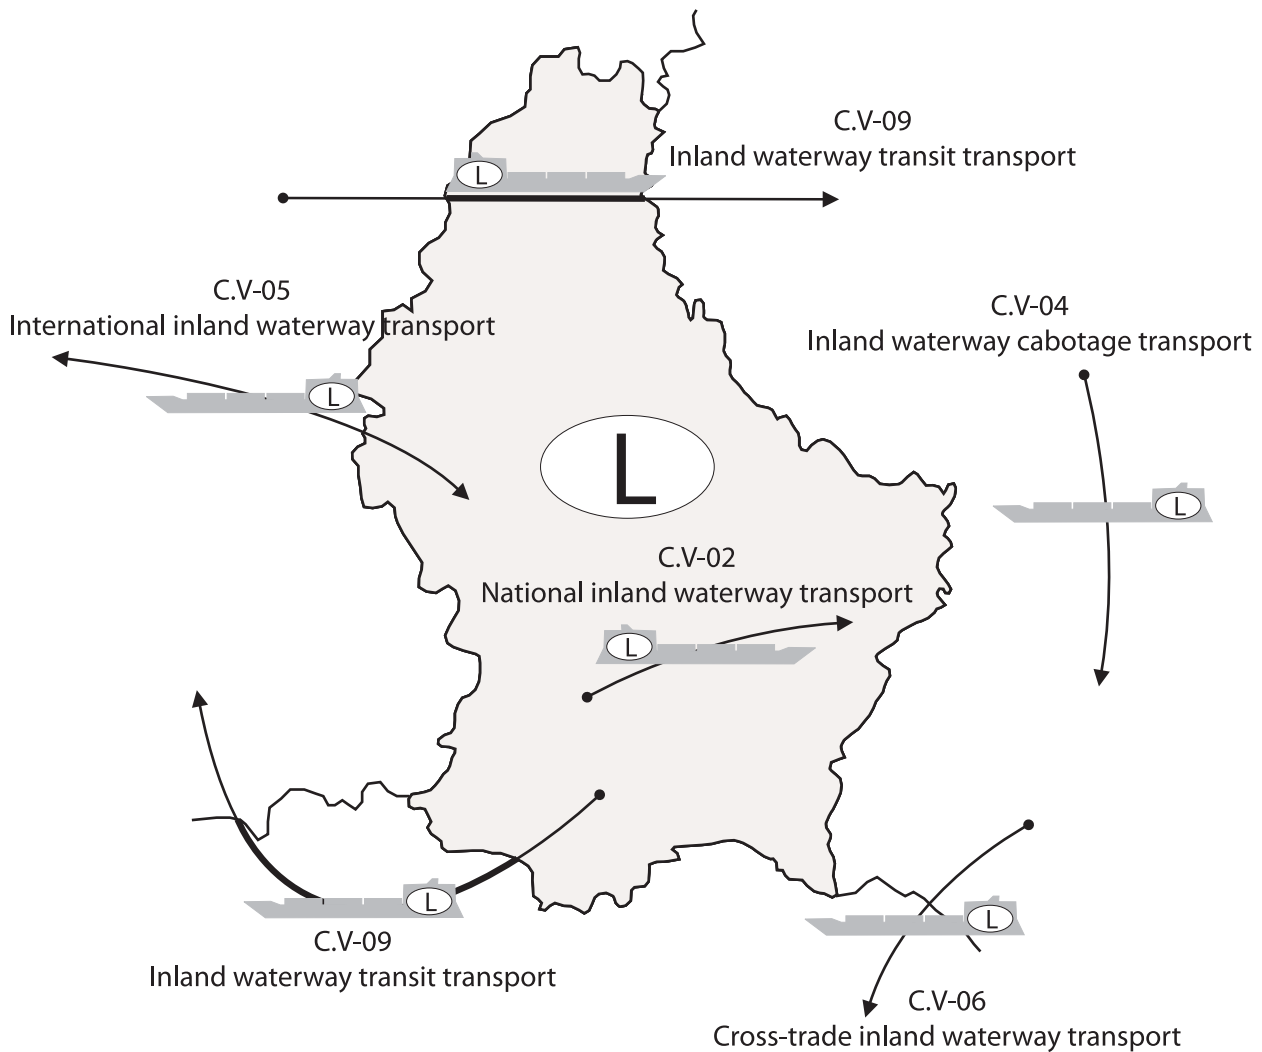 C.V-09
Inland waterway transit transport
L
C.V-05
International inland waterway transport
C.V-04
Inland waterway cabotage transport
L
L
L
C.V-02
National inland waterway transport
L
L
L
C.V-09
Inland waterway transit transport
C.V-06
Cross-trade inland waterway transport